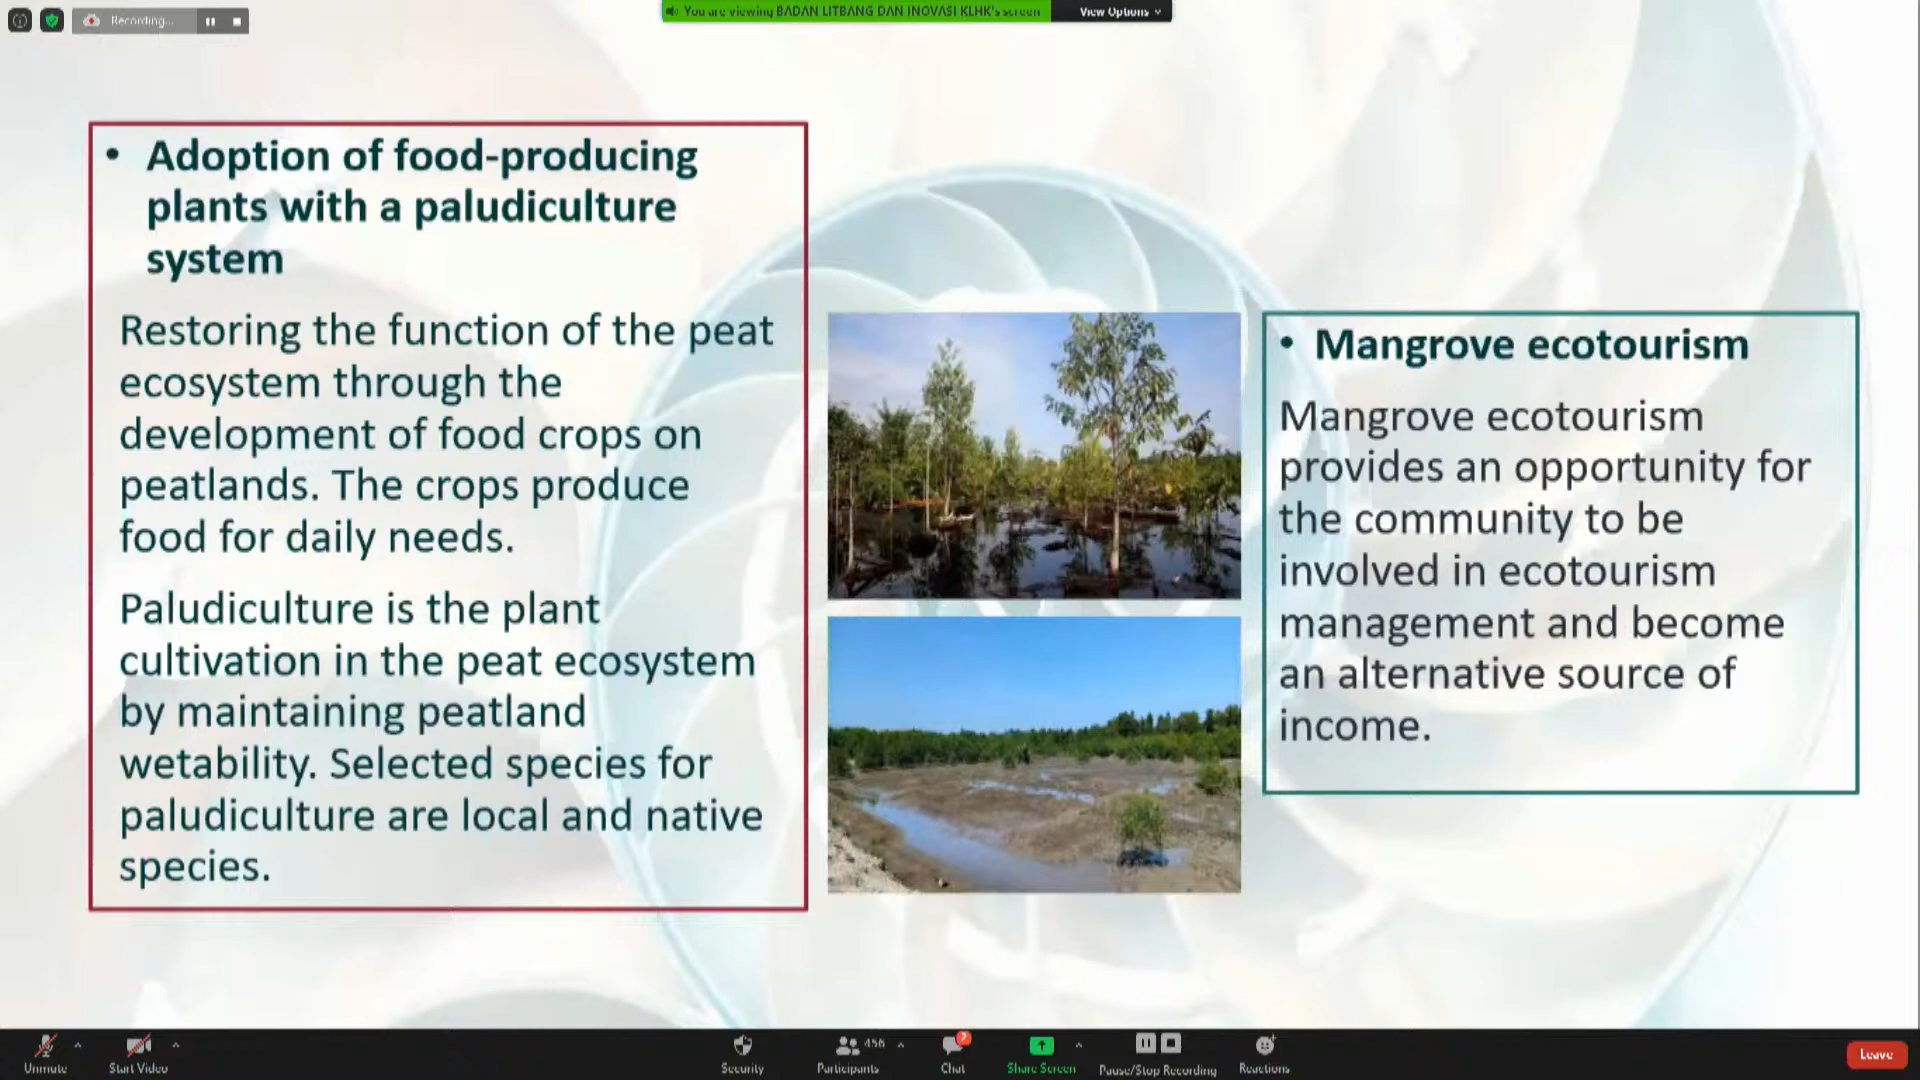 Recording...
You are viewing BADAN LITBANG DAN INOVASI KLHK's screen
View Options
• Adoption of food-producing
plants with a paludiculture
system
Restoring the function of the peat
ecosystem through the
development of food crops on
peatlands. The crops produce
food for daily needs.
Paludiculture is the plant
cultivation in the peat ecosystem
by maintaining peatland
wetability. Selected species for
paludiculture are local and native
species.
• Mangrove ecotourism
Mangrove ecotourism
provides an opportunity for
the community to be
involved in ecotourism
management and become
an alternative source of
income.
Unmute
Start Video
Security
456
Participants
Chat
Share Screen
Pause/Stop Recording
Reactions
Leave